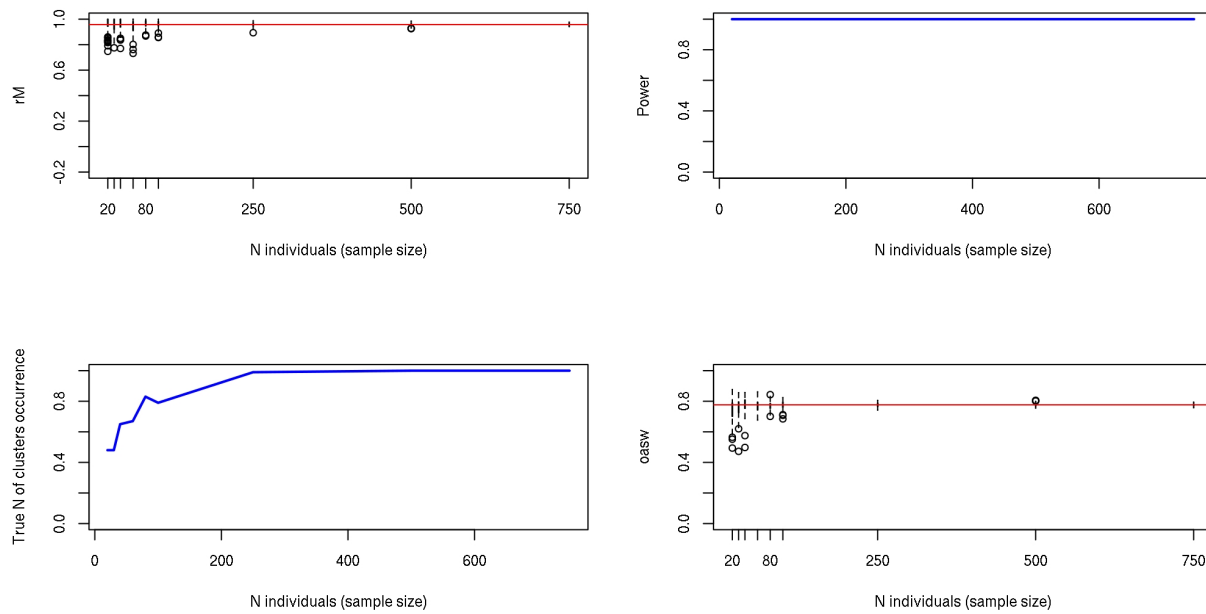 rM
1.0
0.6
0.2
-0.2
20 80 250 500 750
N individuals (sample size)
Power
0.8
0.4
0.0
0 200 400 600
N individuals (sample size)
True N of clusters occurrence
0.8
0.4
0.0
0 200 400 600
N individuals (sample size)
oasw
0.8
0.4
0.0
20 80 250 500 750
N individuals (sample size)